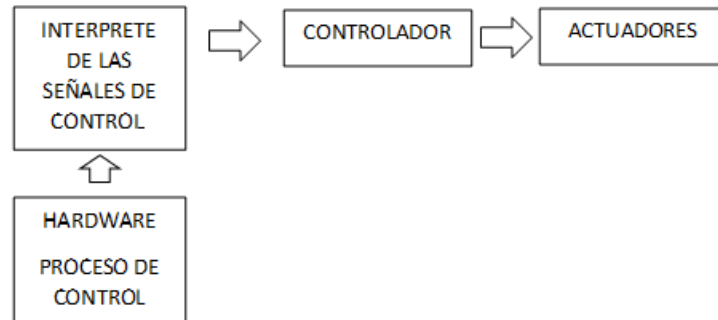 INTERPRETE
DE LAS
SEÑALES DE
CONTROL
CONTROLADOR
ACTUADORES
HARDWARE
PROCESO DE
CONTROL